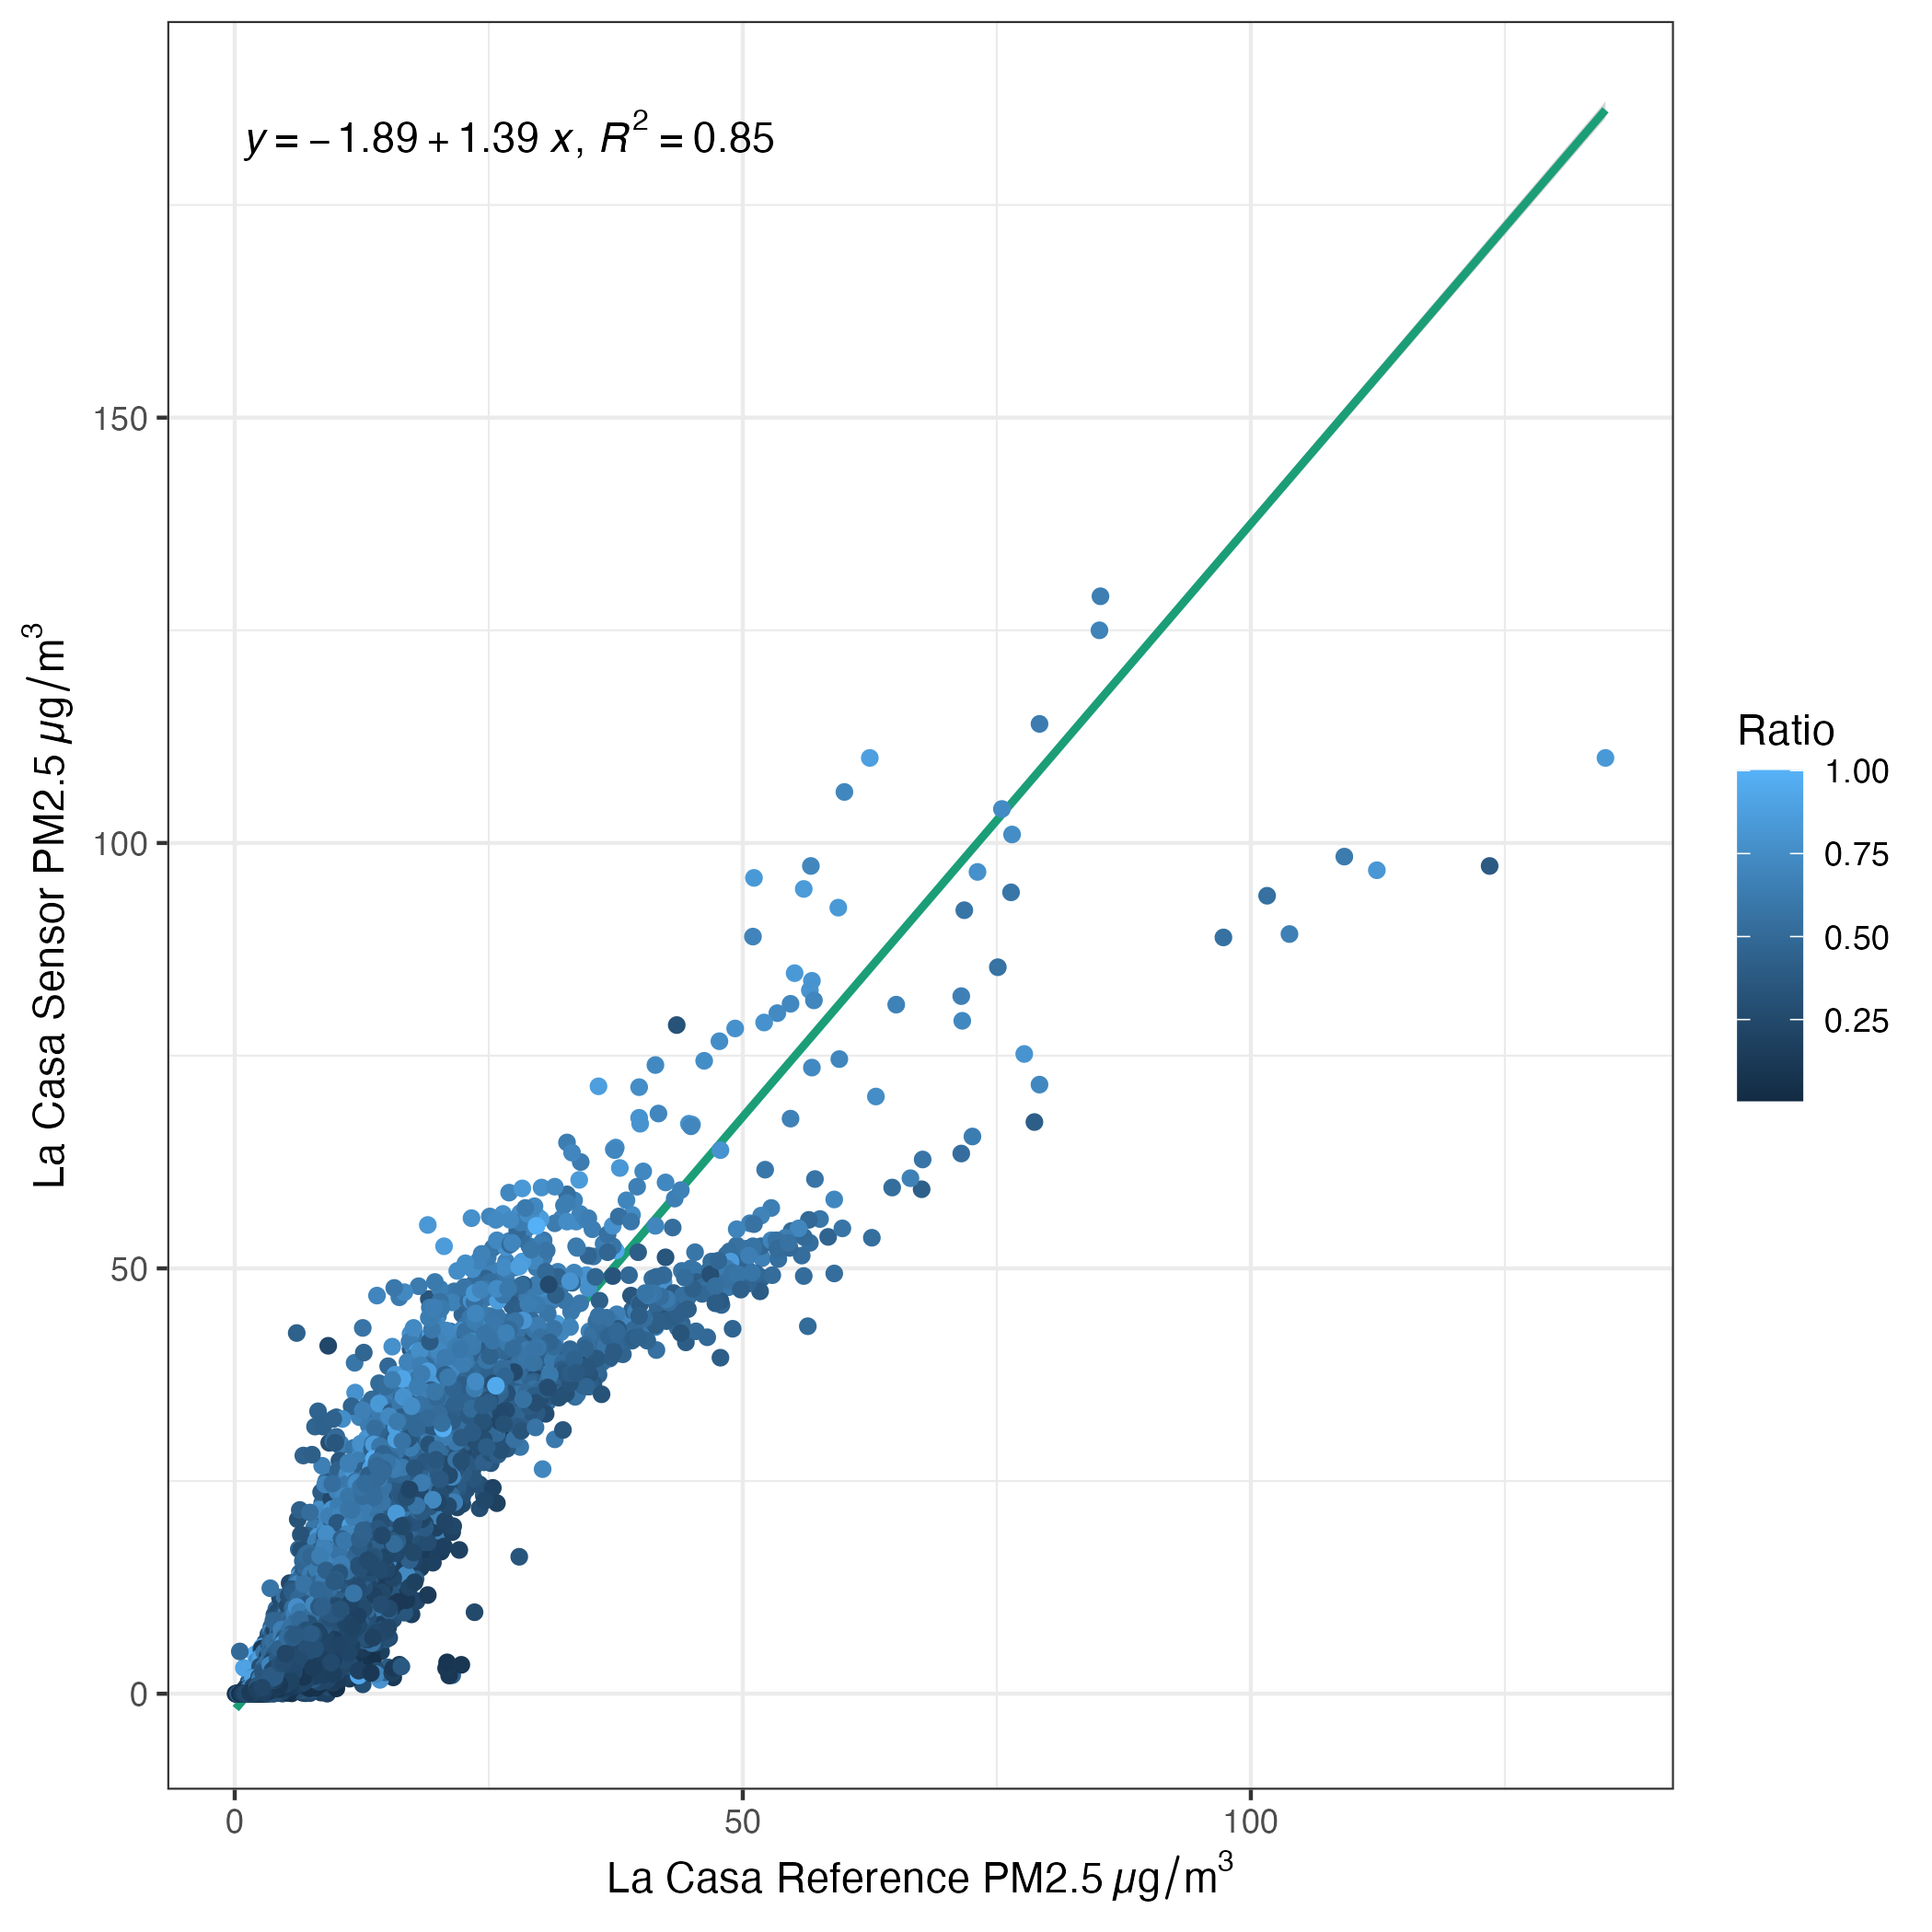 y = − 1.89 + 1.39 x, R² = 0.85
150
100
50
0
0
50
100
La Casa Sensor PM2.5 μg/m³
La Casa Reference PM2.5 μg/m³
Ratio
1.00
0.75
0.50
0.25